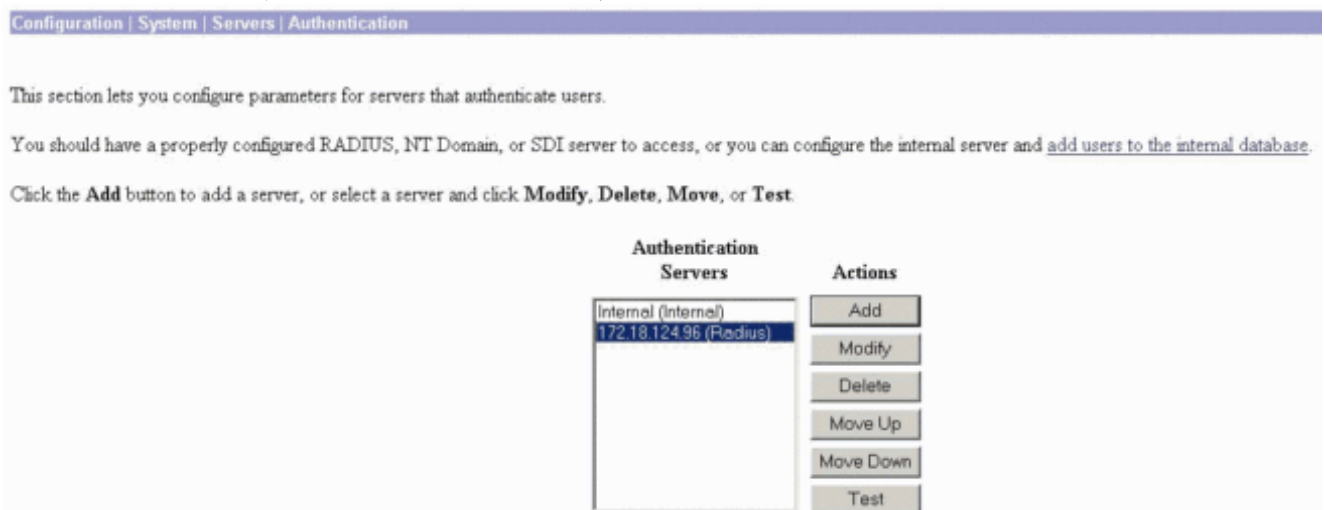 Configuration | System | Servers | Authentication
This section lets you configure parameters for servers that authenticate users.
You should have a properly configured RADIUS, NT Domain, or SDI server to access, or you can configure the internal server and add users to the internal database.
Click the Add button to add a server, or select a server and click Modify, Delete, Move, or Test.
Authentication
Servers
Actions
Internal (Internal)
172.18.124.96 (Radius)
Add
Modify
Delete
Move Up
Move Down
Test